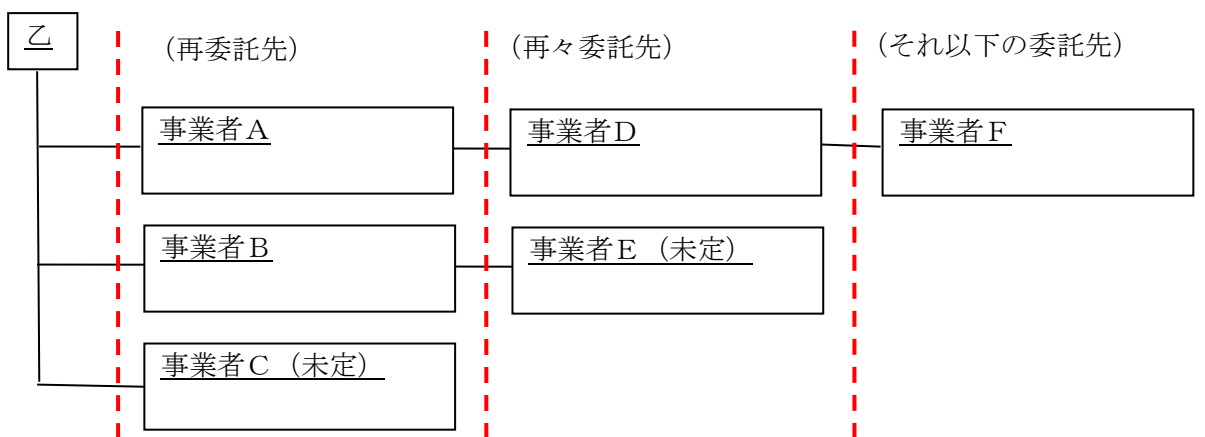 乙
（再委託先）
（再々委託先）
（それ以下の委託先）
事業者Ａ
事業者Ｄ
事業者Ｆ
事業者Ｂ
事業者Ｅ（未定）
事業者Ｃ（未定）